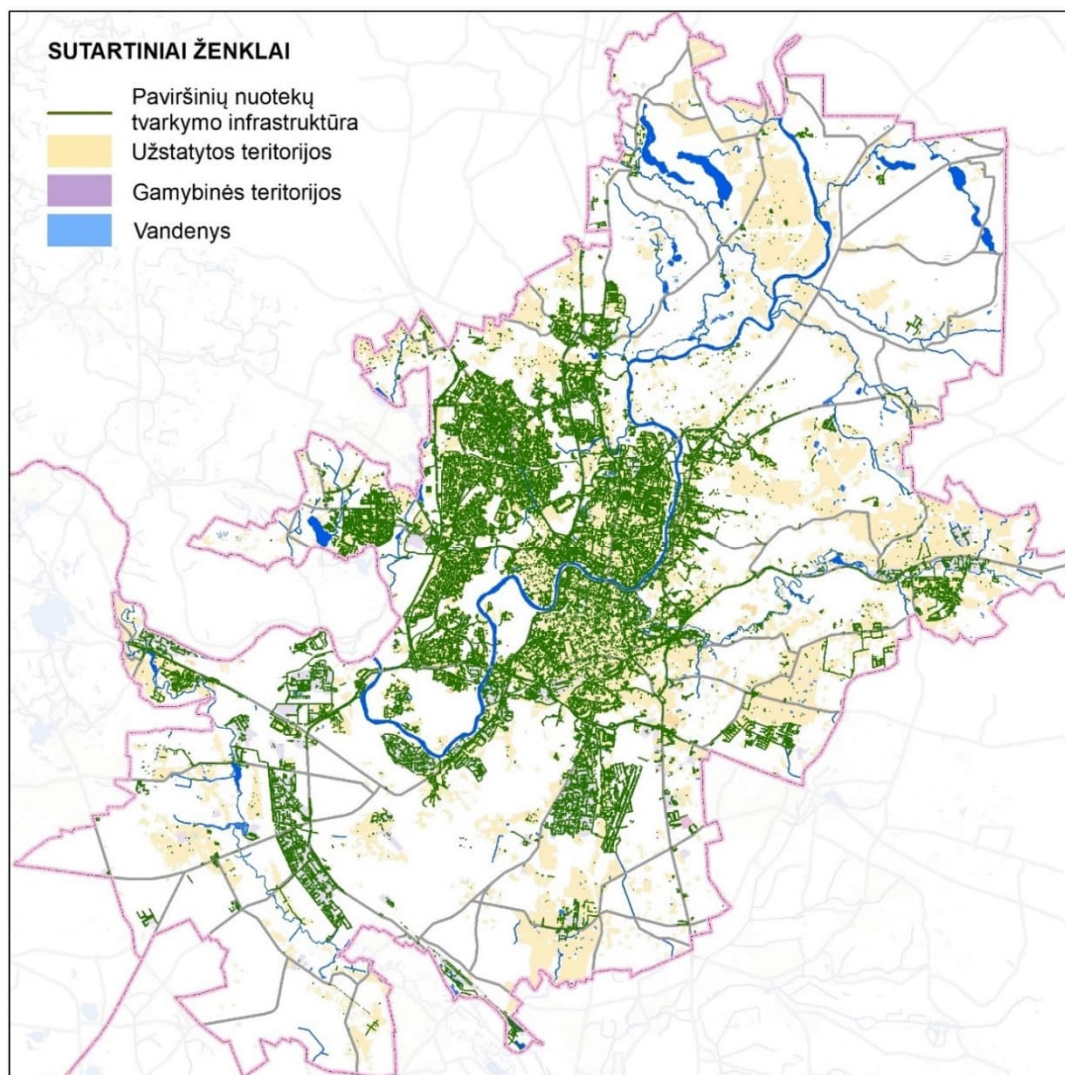 SUTARTINIAI ŽENKLAI
Paviršinių nuotekų
tvarkymo infrastruktūra
Užstatytos teritorijos
Gamybinės teritorijos
Vandenys